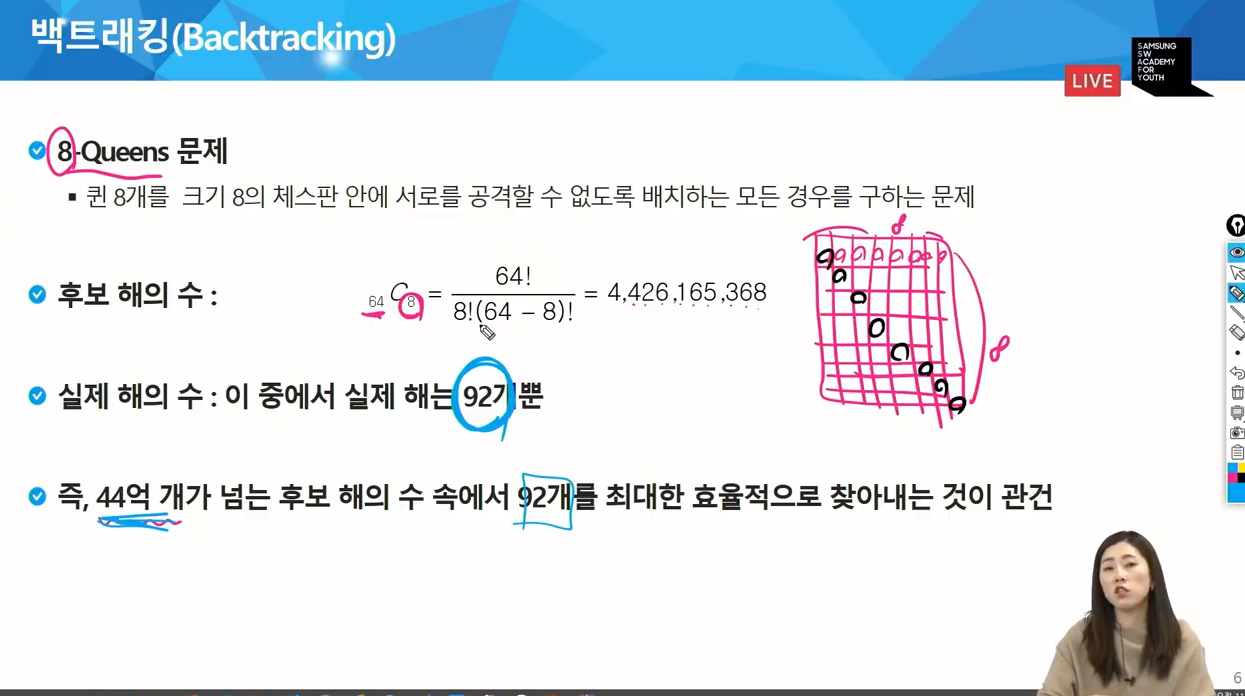 백트래킹(Backtracking)
LIVE
SAMSUNG
SW
ACADEMY
FOR
YOUTH
8-Queens 문제
▪ 퀸 8개를 크기 8의 체스판 안에 서로를 공격할 수 없도록 배치하는 모든 경우를 구하는 문제
8
후보 해의 수 :
64C8 = 64! / 8!(64 − 8)! = 4,426,165,368
8
실제 해의 수 : 이 중에서 실제 해는 92개뿐
즉, 44억 개가 넘는 후보 해의 수 속에서 92개를 최대한 효율적으로 찾아내는 것이 관건
6